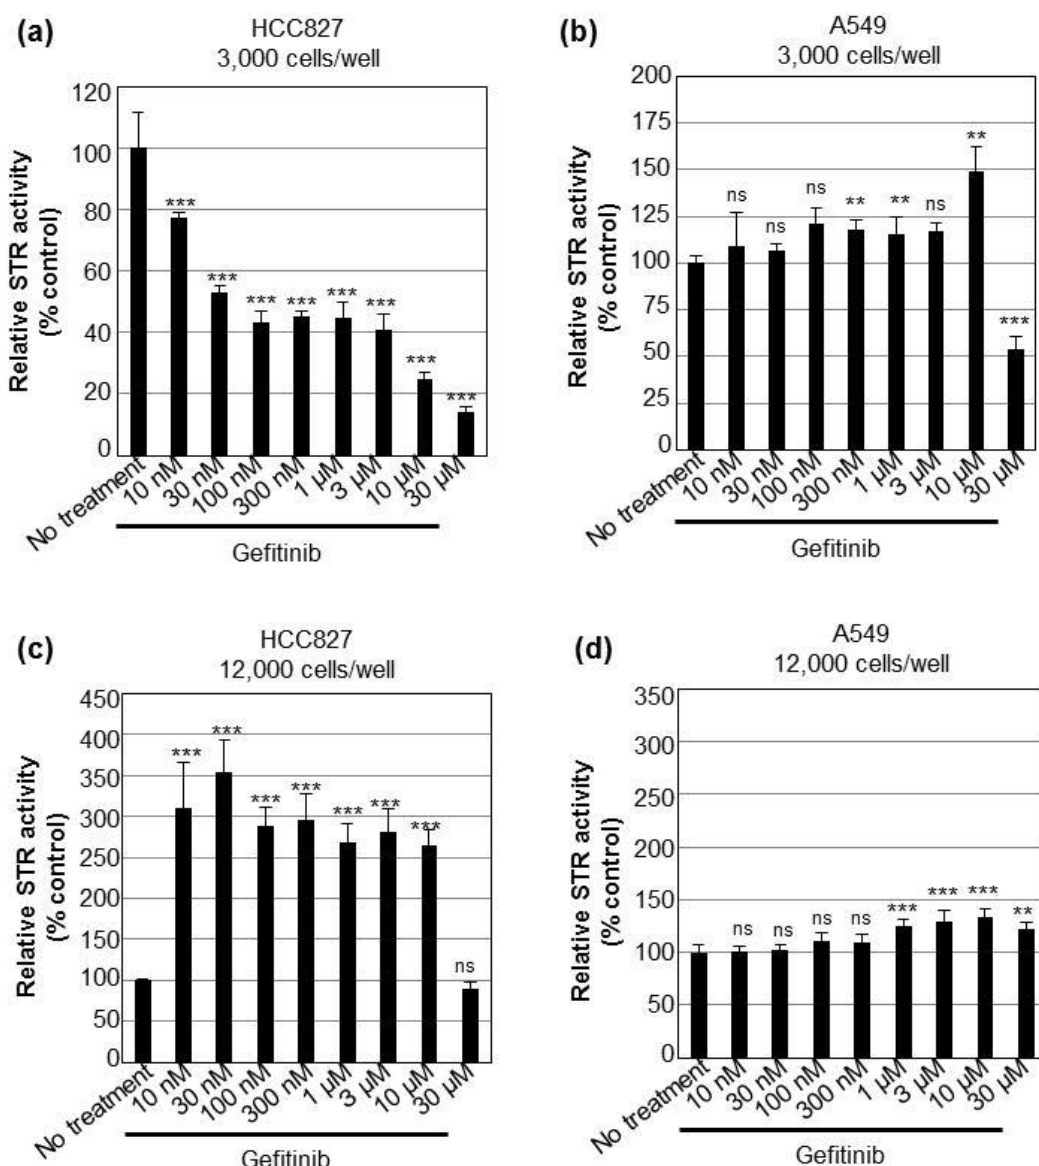 (a)
HCC827
3,000 cells/well
Relative STR activity
(% control)
120
100
80
60
40
20
0
***
***
***
***
***
***
***
***
No treatment
10 nM
30 nM
100 nM
300 nM
1 µM
3 µM
10 µM
30 µM
Gefitinib
(b)
A549
3,000 cells/well
Relative STR activity
(% control)
200
175
150
125
100
75
50
25
0
ns
ns
ns
**
**
ns
**
***
No treatment
10 nM
30 nM
100 nM
300 nM
1 µM
3 µM
10 µM
30 µM
Gefitinib
(c)
HCC827
12,000 cells/well
Relative STR activity
(% control)
450
400
350
300
250
200
150
100
50
0
***
***
***
***
***
***
***
ns
No treatment
10 nM
30 nM
100 nM
300 nM
1 µM
3 µM
10 µM
30 µM
Gefitinib
(d)
A549
12,000 cells/well
Relative STR activity
(% control)
350
300
250
200
150
100
50
0
ns
ns
ns
ns
***
***
***
**
No treatment
10 nM
30 nM
100 nM
300 nM
1 µM
3 µM
10 µM
30 µM
Gefitinib